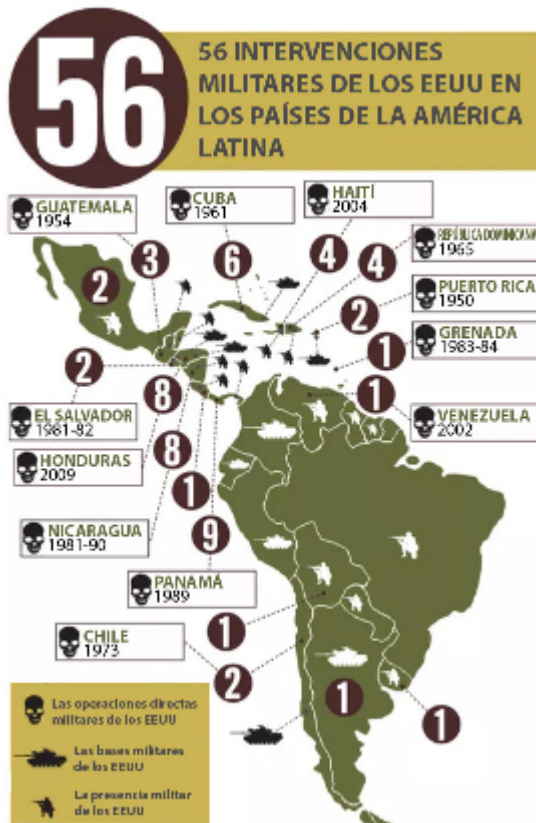 56
56 INTERVENCIONES
MILITARES DE LOS EEUU EN
LOS PAÍSES DE LA AMÉRICA
LATINA
GUATEMALA
1954
CUBA
1961
HAITÍ
2004
REPÚBLICA DOMINICANA
1965
PUERTO RICA
1950
GRENADA
1983-84
VENEZUELA
2002
2
3
6
4
4
2
1
1
2
8
8
1
9
EL SALVADOR
1981-82
HONDURAS
2009
NICARAGUA
1981-90
PANAMÁ
1989
CHILE
1973
1
2
1
1
Las operaciones directas
militares de los EEUU
Las bases militares
de los EEUU
La presencia militar
de los EEUU